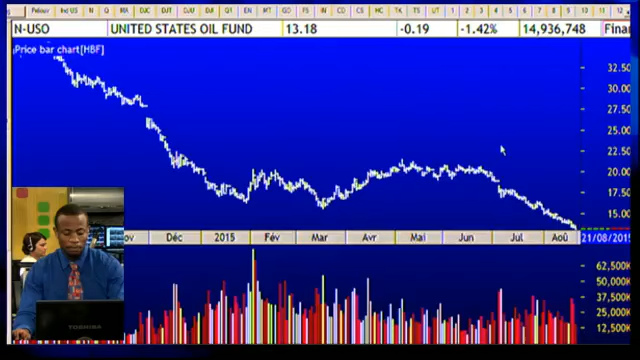 N-USO UNITED STATES OIL FUND 13.18 -0.19 -1.42% 14,936,748 Finan
Price bar chart[HBF]
32.50
30.00
27.50
25.00
22.50
20.00
17.50
15.00
ov Déc 2015 Fév Mar Avr Mai Jun Jul Aoû 21/08/2015
62,500K
50,000K
37,500K
25,000K
12,500K
TOSHIBA